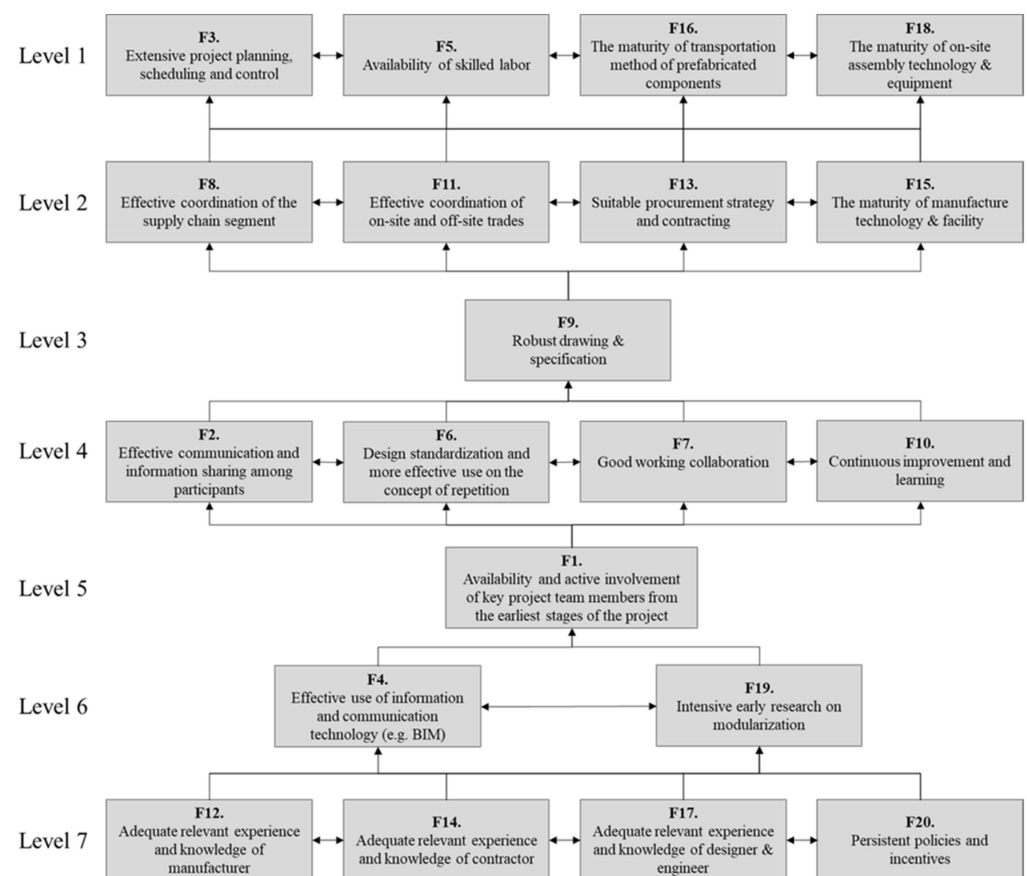 Level 1
F3.
Extensive project planning,
scheduling and control
F5.
Availability of skilled labor
F16.
The maturity of transportation
method of prefabricated
components
F18.
The maturity of on-site
assembly technology &
equipment
Level 2
F8.
Effective coordination of the
supply chain segment
F11.
Effective coordination of
on-site and off-site trades
F13.
Suitable procurement strategy
and contracting
F15.
The maturity of manufacture
technology & facility
Level 3
F9.
Robust drawing &
specification
Level 4
F2.
Effective communication and
information sharing among
participants
F6.
Design standardization and
more effective use on the
concept of repetition
F7.
Good working collaboration
F10.
Continuous improvement and
learning
Level 5
F1.
Availability and active involvement
of key project team members from
the earliest stages of the project
Level 6
F4.
Effective use of information
and communication
technology (e.g. BIM)
F19.
Intensive early research on
modularization
Level 7
F12.
Adequate relevant experience
and knowledge of
manufacturer
F14.
Adequate relevant experience
and knowledge of contractor
F17.
Adequate relevant experience
and knowledge of designer &
engineer
F20.
Persistent policies and
incentives